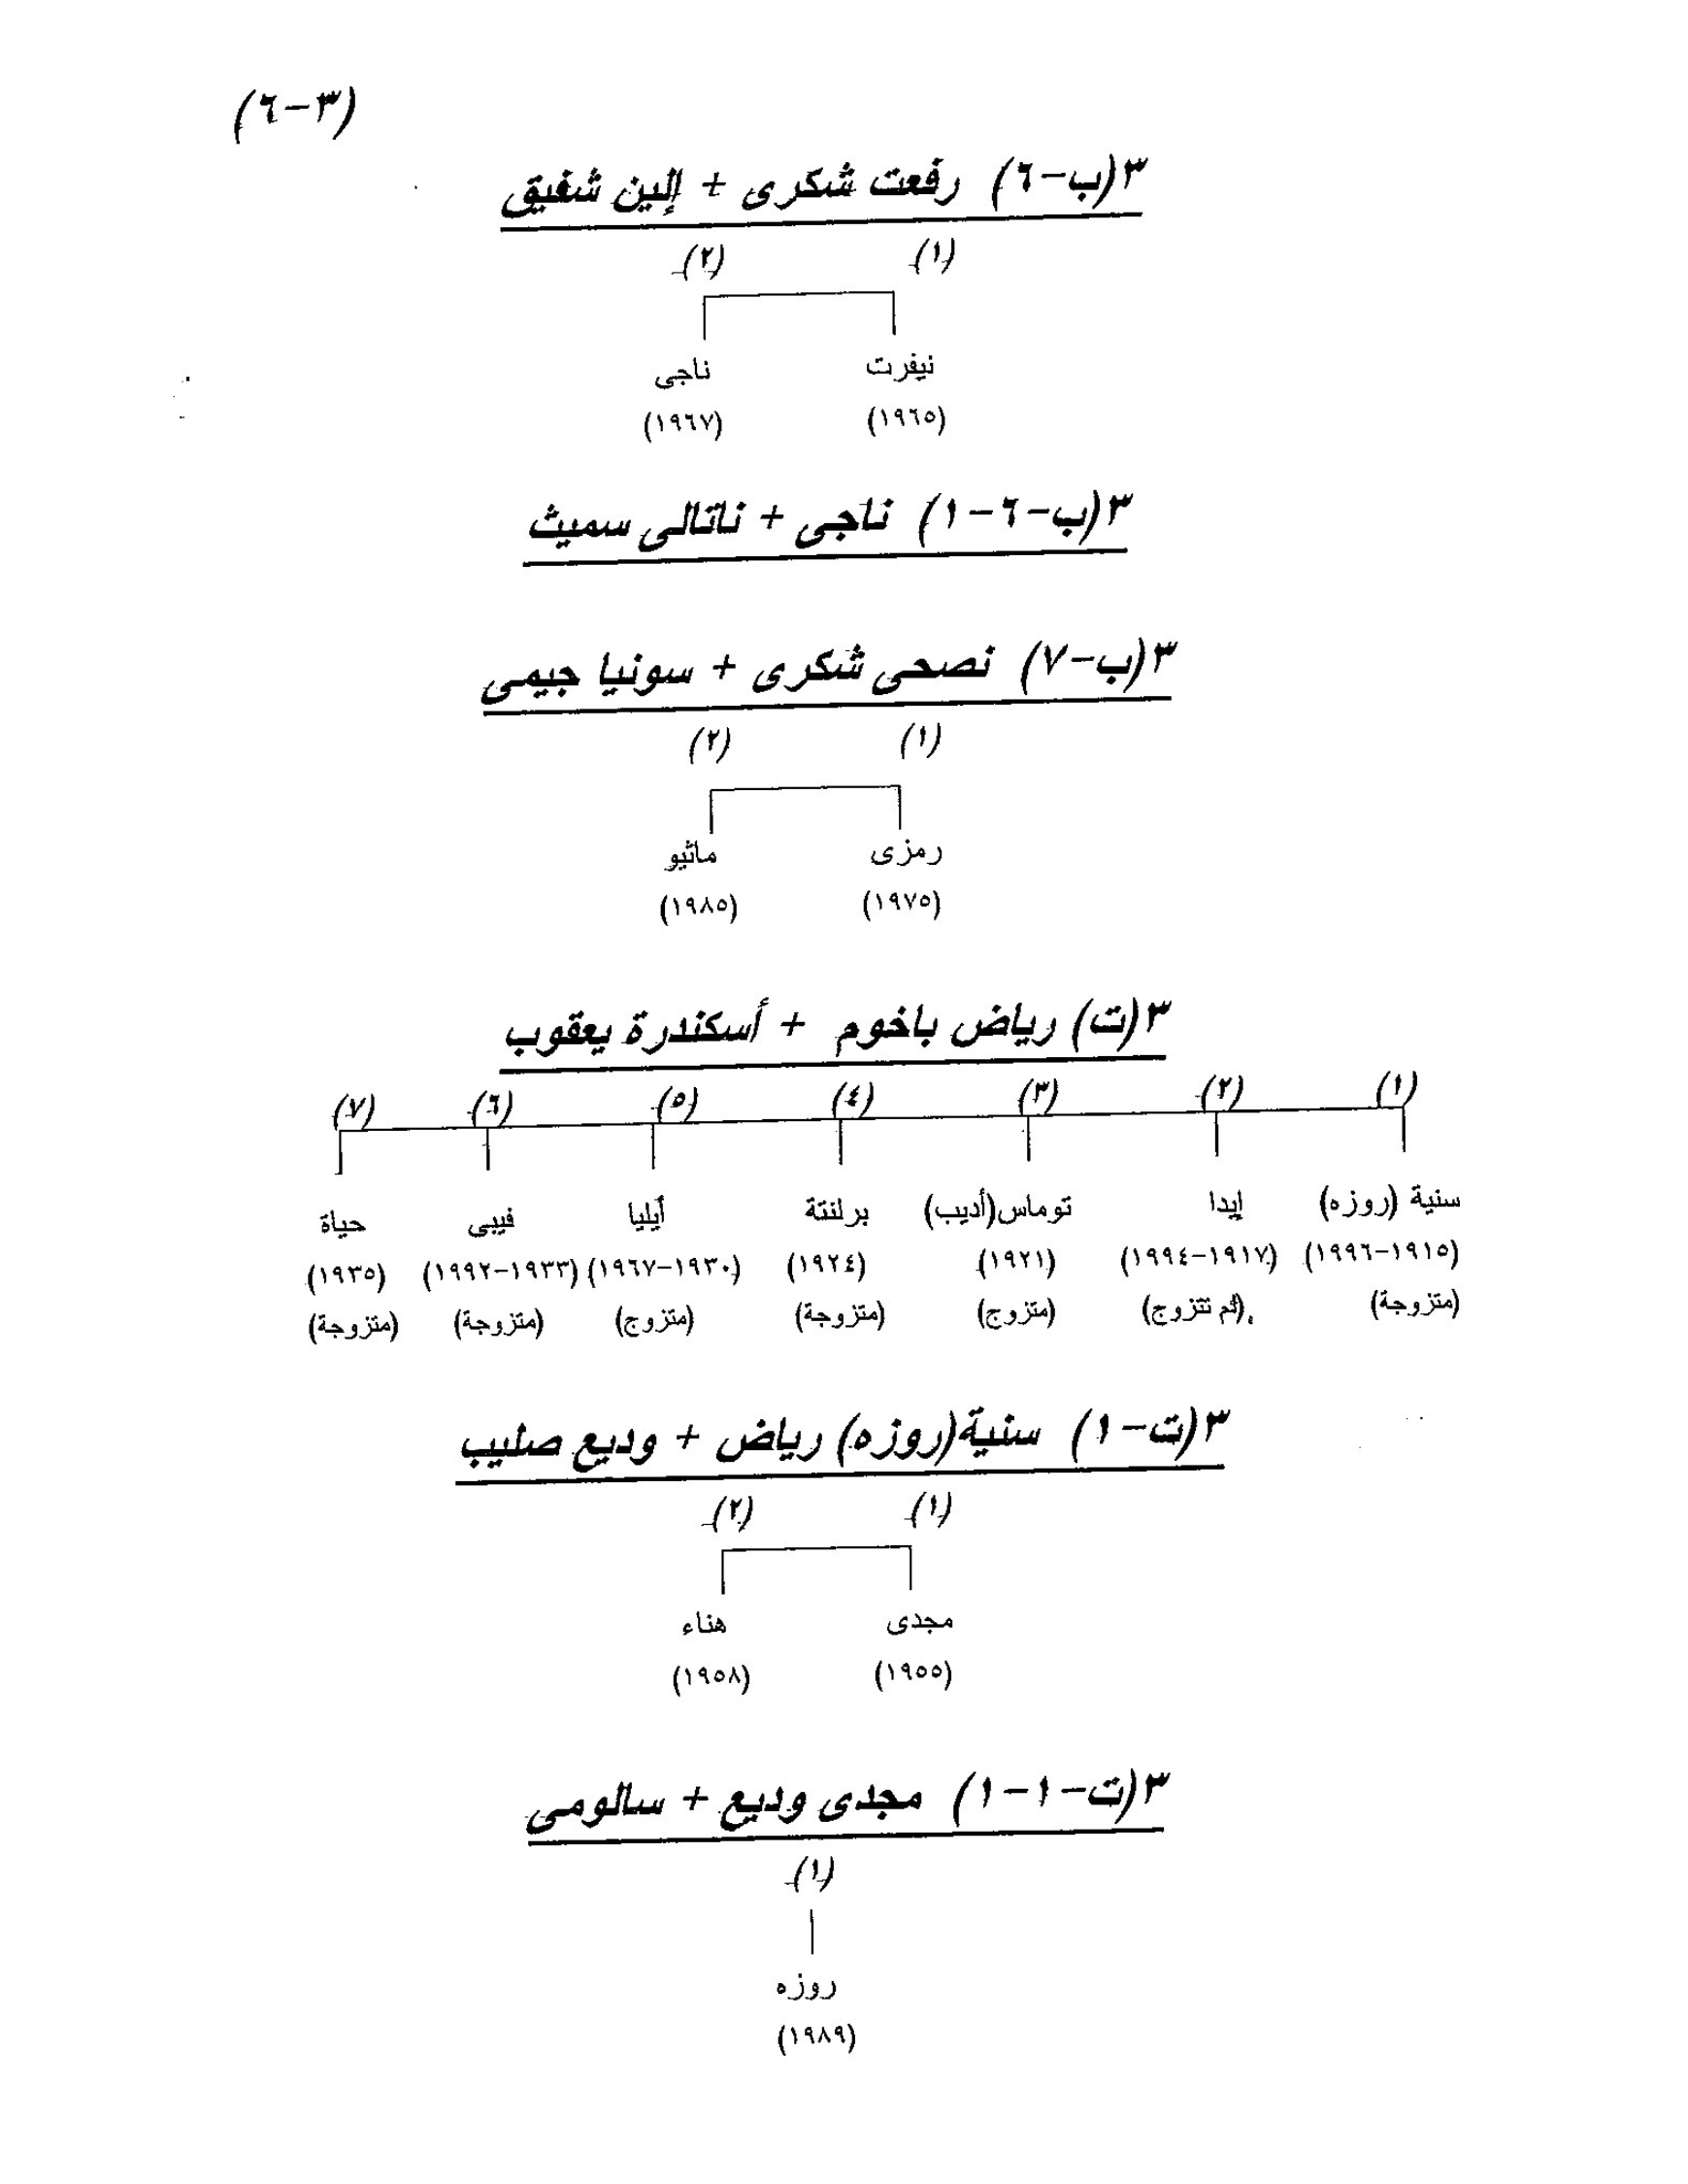 (٣-٦)
٣(ب-٦) رفعت شكرى + إلين شفيق
(١) (٢)
نيفرت ناجى
(١٩٦٥) (١٩٦٧)
٣(ب-٦-١) ناجى + ناتالى سميث
٣(ب-٧) نصحى شكرى + سونيا جيمى
(١) (٢)
رمزى ماثيو
(١٩٧٥) (١٩٨٥)
٣(ت) رياض باخوم + أسكندرة يعقوب
(١) (٢) (٣) (٤) (٥) (٦) (٧)
سنية (روزه) إيدا توماس(أديب) برلنتة أيليا فيبى حياة
(١٩١٥-١٩٩٦) (١٩١٧-١٩٩٤) (١٩٢١) (١٩٢٤) (١٩٣٠-١٩٦٧) (١٩٣٣-١٩٩٢) (١٩٣٥)
(متزوجة) (لم تتزوج) (متزوج) (متزوجة) (متزوج) (متزوجة) (متزوجة)
٣(ت-١) سنية(روزه) رياض + وديع صليب
(١) (٢)
مجدى هناء
(١٩٥٥) (١٩٥٨)
٣(ت-١-١) مجدى وديع + سالومى
(١)
روزه
(١٩٨٩)